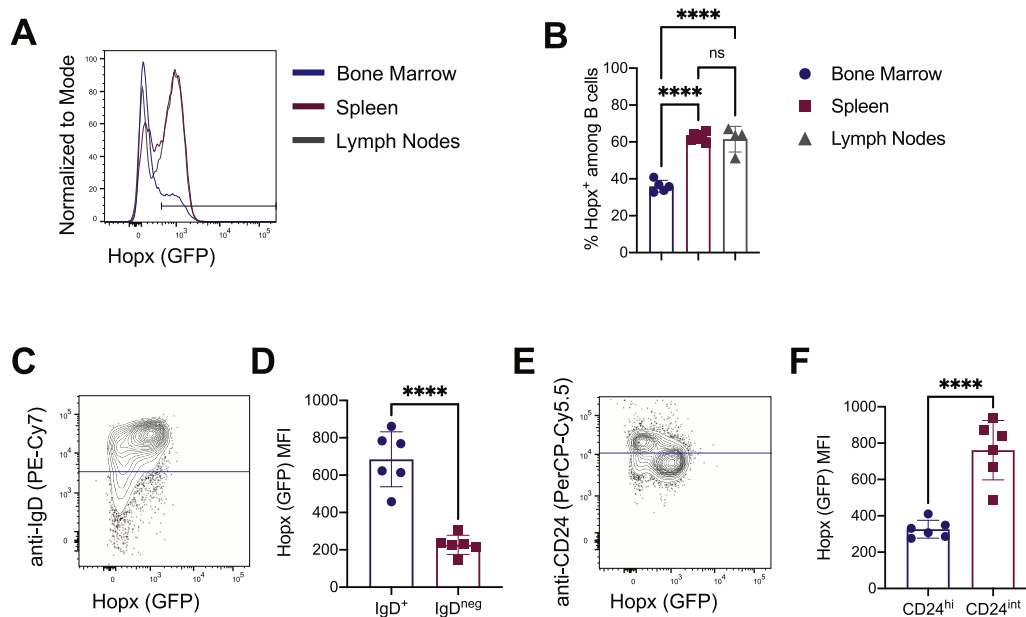 A
Normalized to Mode
100
80
60
40
20
0
0 10³ 10⁴ 10⁵
Hopx (GFP)
Bone Marrow
Spleen
Lymph Nodes
B
% Hopx⁺ among B cells
100
80
60
40
20
0
****
ns
****
Bone Marrow
Spleen
Lymph Nodes
C
anti-IgD (PE-Cy7)
10⁵
10⁴
10³
0
0 10³ 10⁴ 10⁵
Hopx (GFP)
D
Hopx (GFP) MFI
1000
800
600
400
200
0
****
IgD⁺ IgDⁿᵉᵍ
E
anti-CD24 (PerCP-Cy5.5)
10⁵
10⁴
10³
0
0 10³ 10⁴ 10⁵
Hopx (GFP)
F
Hopx (GFP) MFI
1000
800
600
400
200
0
****
CD24ʰⁱ CD24ⁱⁿᵗ